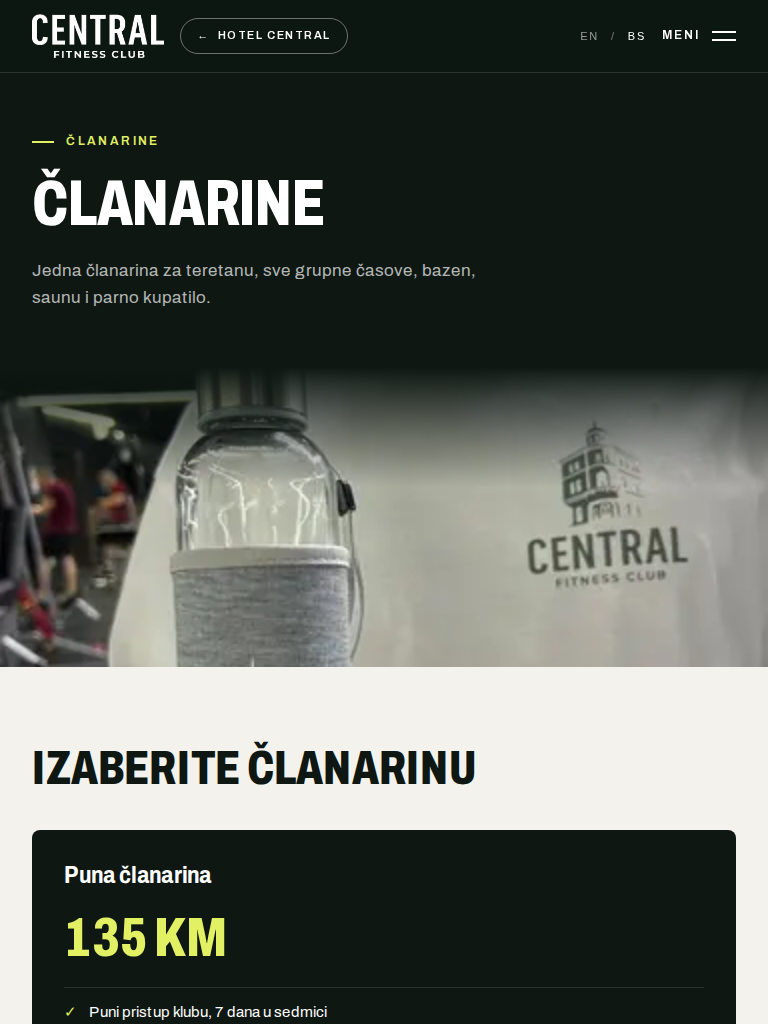 CENTRAL
FITNESS CLUB
← HOTEL CENTRAL
EN / BS
MENI
ČLANARINE
ČLANARINE
Jedna članarina za teretanu, sve grupne časove, bazen,
saunu i parno kupatilo.
CENTRAL
FITNESS CLUB
IZABERITE ČLANARINU
Puna članarina
135 KM
✓ Puni pristup klubu, 7 dana u sedmici